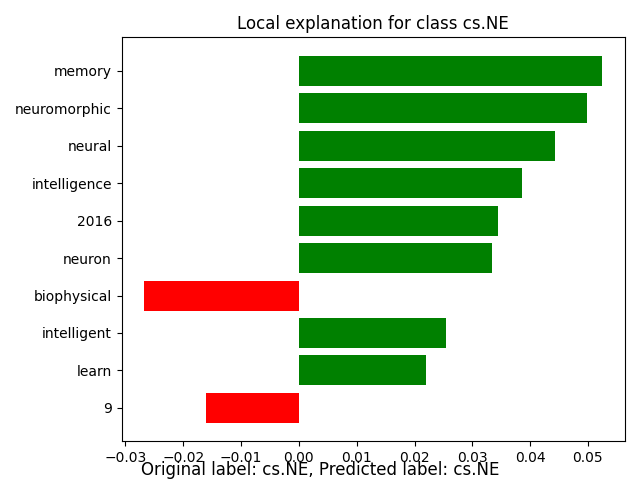 Local explanation for class cs.NE
memory
neuromorphic
neural
intelligence
2016
neuron
biophysical
intelligent
learn
9
−0.03 −0.02 −0.01 0.00 0.01 0.02 0.03 0.04 0.05
Original label: cs.NE, Predicted label: cs.NE